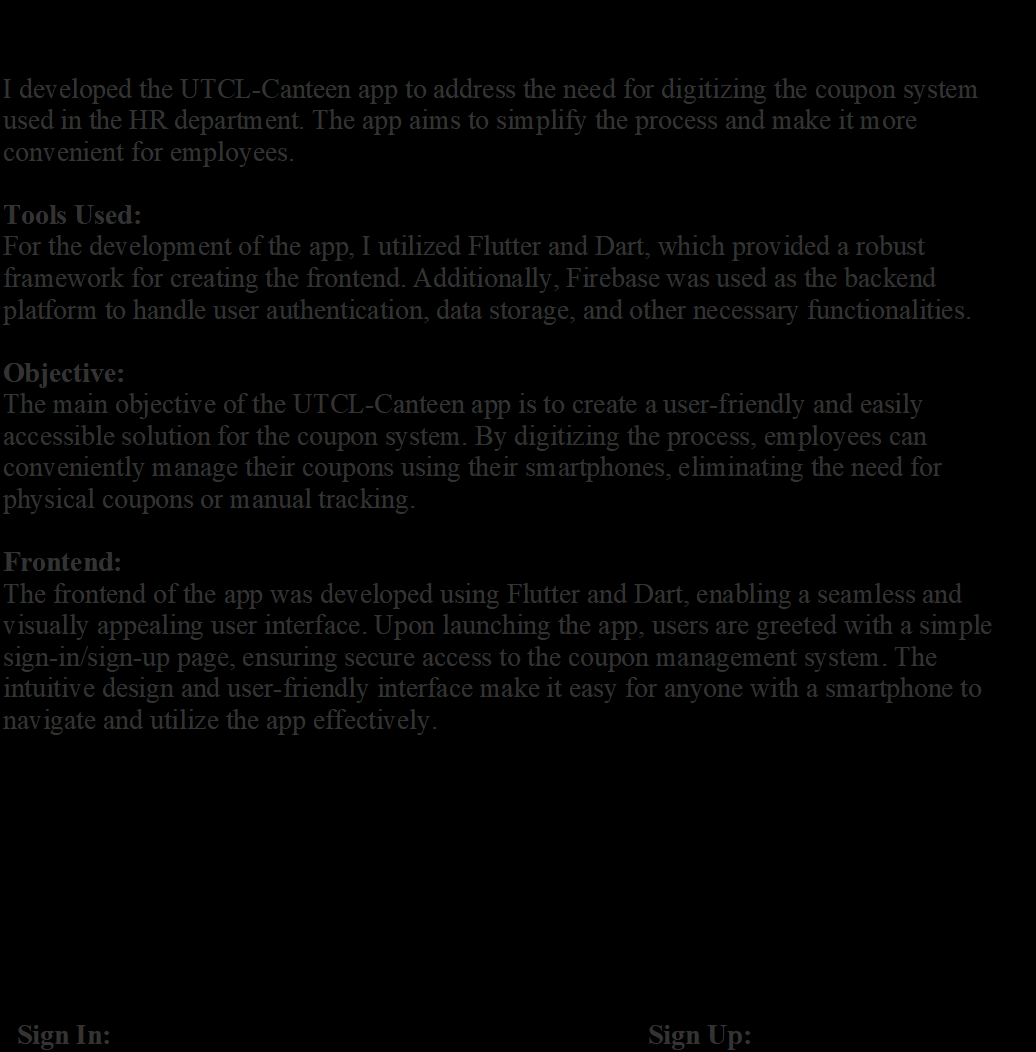 I developed the UTCL-Canteen app to address the need for digitizing the coupon system
used in the HR department. The app aims to simplify the process and make it more
convenient for employees.
Tools Used:
For the development of the app, I utilized Flutter and Dart, which provided a robust
framework for creating the frontend. Additionally, Firebase was used as the backend
platform to handle user authentication, data storage, and other necessary functionalities.
Objective:
The main objective of the UTCL-Canteen app is to create a user-friendly and easily
accessible solution for the coupon system. By digitizing the process, employees can
conveniently manage their coupons using their smartphones, eliminating the need for
physical coupons or manual tracking.
Frontend:
The frontend of the app was developed using Flutter and Dart, enabling a seamless and
visually appealing user interface. Upon launching the app, users are greeted with a simple
sign-in/sign-up page, ensuring secure access to the coupon management system. The
intuitive design and user-friendly interface make it easy for anyone with a smartphone to
navigate and utilize the app effectively.
Sign In: Sign Up: